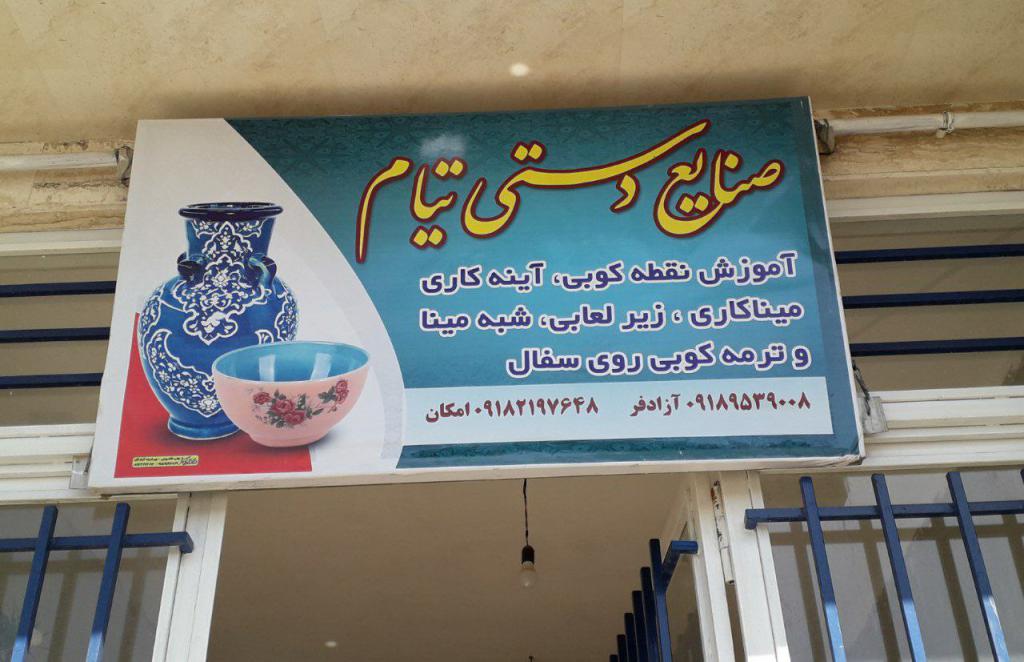 صنایع دستی تیام
آموزش نقطه کوبی، آینه کاری
میناکاری ، زیر لعابی، شبه مینا
و ترمه کوبی روی سفال
۰۹۱۸۹۵۳۹۰۰۸ آزادفر ۰۹۱۸۲۱۹۷۶۴۸ امکان